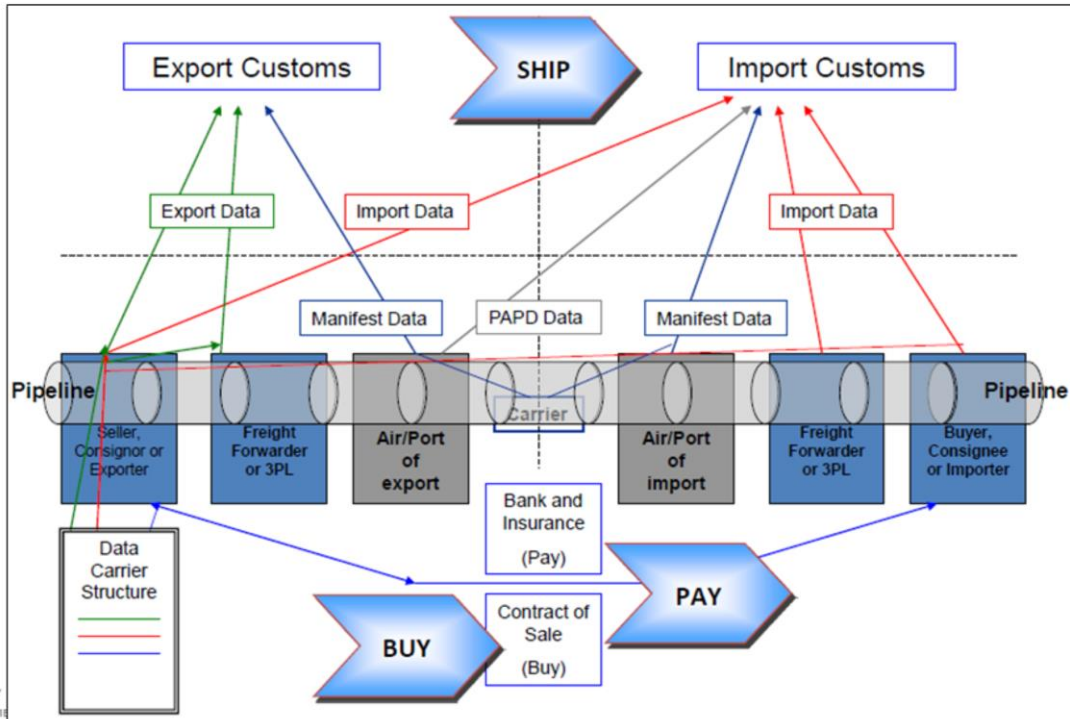 Export Customs
SHIP
Import Customs
Export Data
Import Data
Import Data
Manifest Data
PAPD Data
Manifest Data
Pipeline
Pipeline
Carrier
Seller,
Consignor or
Exporter
Freight
Forwarder
or 3PL
Air/Port
of
export
Air/Port
of
import
Freight
Forwarder
or 3PL
Buyer,
Consignee
or Importer
Bank and
Insurance
(Pay)
Data
Carrier
Structure
PAY
Contract of
Sale
(Buy)
BUY